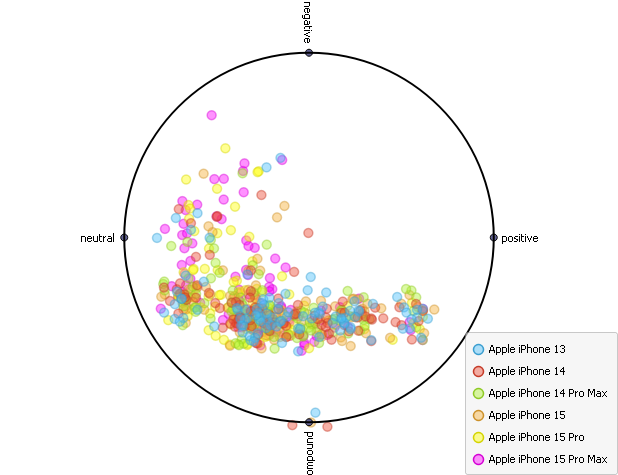 negative
neutral
positive
compound
Apple iPhone 13
Apple iPhone 14
Apple iPhone 14 Pro Max
Apple iPhone 15
Apple iPhone 15 Pro
Apple iPhone 15 Pro Max